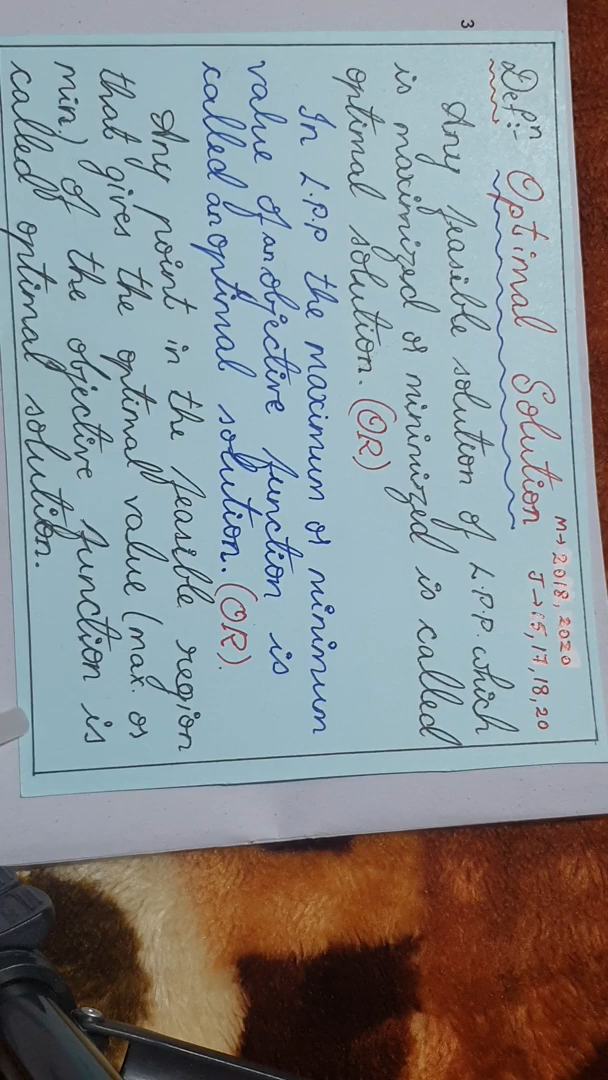 3
Defn:- Optimal Solution M→2018, 2020
J→15, 17, 18, 20
Any feasible solution of L.P.P. which
is maximized or minimized is called
optimal solution. (OR)
In L.P.P the maximum or minimum
value of an objective function is
called an optimal solution. (OR).
Any point in the feasible region
that gives the optimal value (max. or
min.) of the objective function is
called optimal solution.